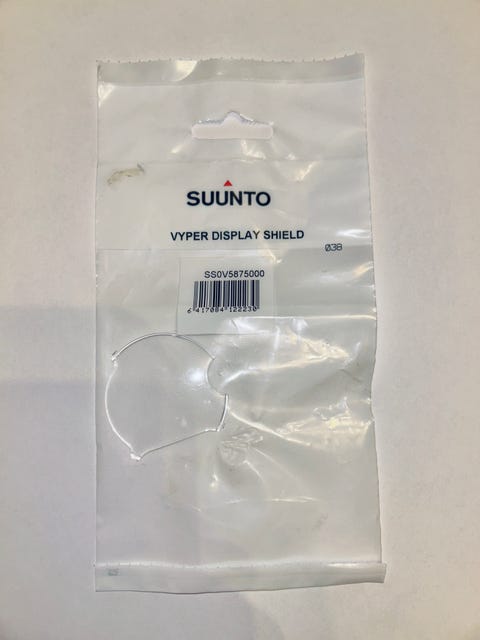 SUUNTO
VYPER DISPLAY SHIELD
Ø38
SS0V5875000
6 417084 122230